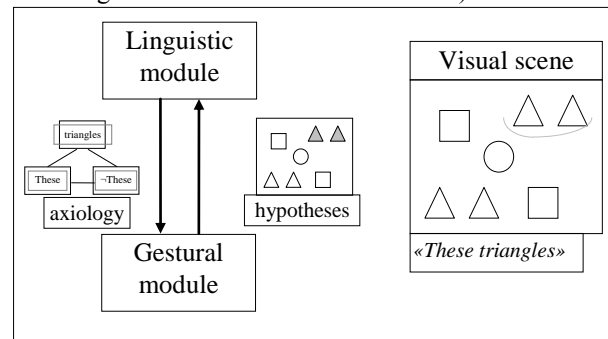 Linguistic
module
triangles
These
¬These
axiology
hypotheses
Gestural
module
Visual scene
«These triangles»